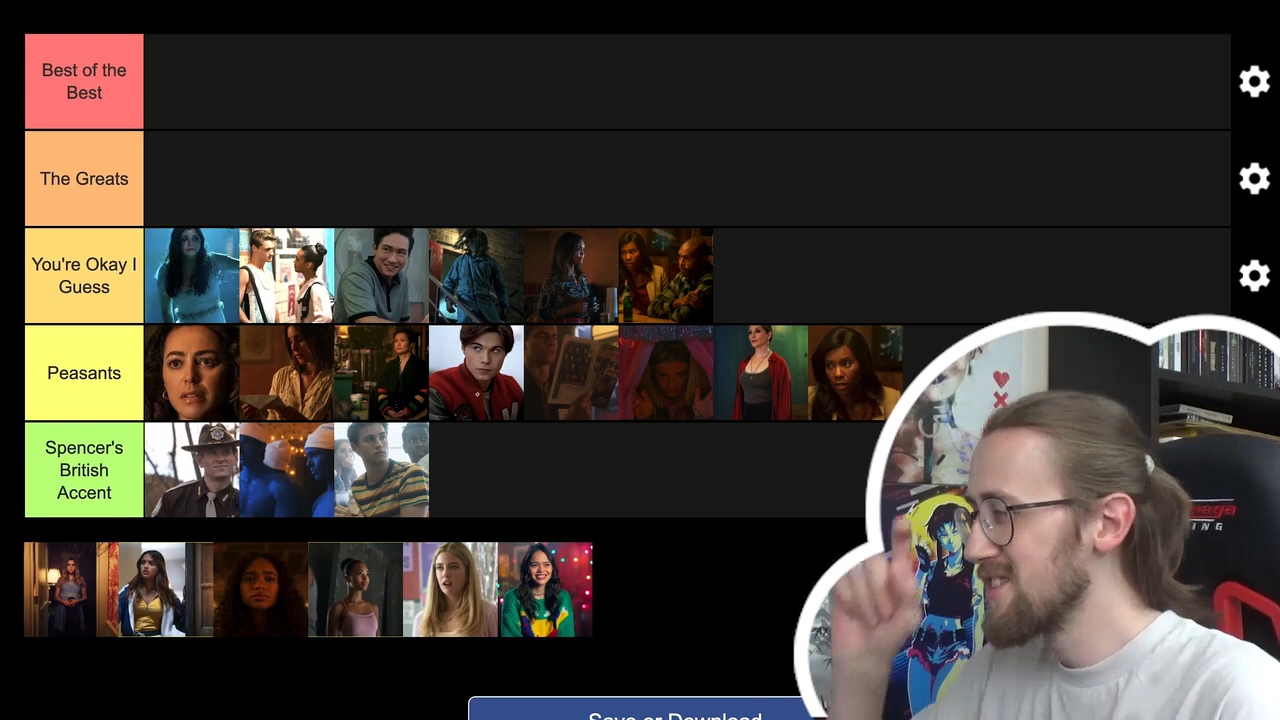 Best of the
Best
The Greats
You're Okay I
Guess
Peasants
Spencer's
British
Accent
Save or Download